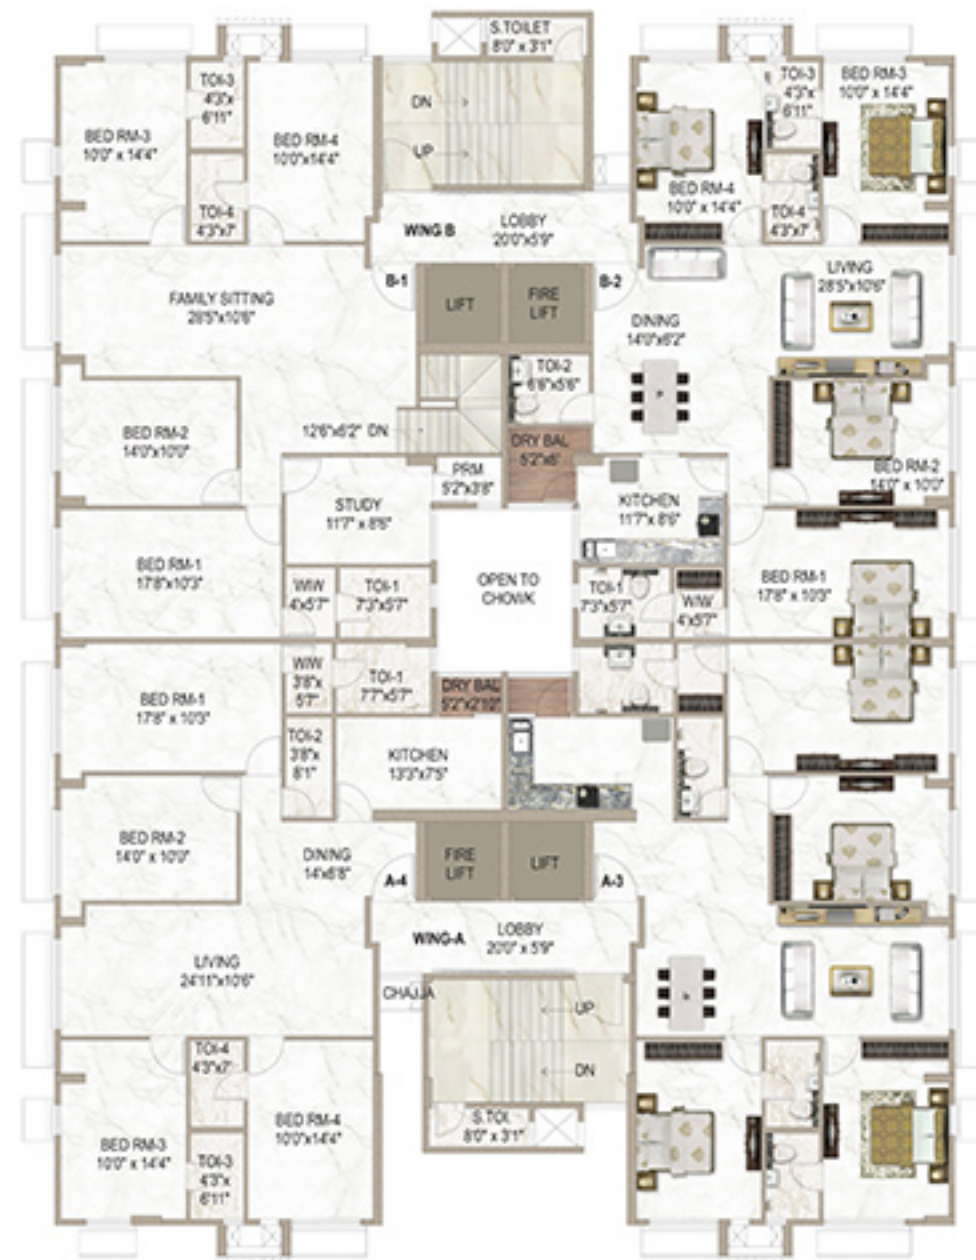 S.TOILET
8'0" x 3'1"
TOI-3
4'3"x
6'11"
BED RM-3
10'0" x 14'4"
BED RM-4
10'0"x14'4"
TOI-4
4'3"x7'
DN
UP
TOI-3
4'3"x
6'11"
BED RM-3
10'0" x 14'4"
BED RM-4
10'0" x 14'4"
TOI-4
4'3"x7'
WING B
LOBBY
20'0"x5'9"
B-1
LIFT
FIRE
LIFT
B-2
FAMILY SITTING
28'5"x10'6"
LIVING
28'5"x10'6"
DINING
14'0"x6'2"
TOI-2
6'8"x5'6"
BED RM-2
14'0"x10'0"
12'6"x6'2" DN
DRY BAL
5'2"x6'
PRM
5'2"x3'8"
STUDY
11'7" x 8'6"
KITCHEN
11'7"x 8'6"
BED RM-2
14'0" x 10'0"
BED RM-1
17'8"x10'3"
W/W
4'x5'7"
TOI-1
7'3"x5'7"
OPEN TO
CHOWK
TOI-1
7'3"x5'7"
W/W
4'x5'7"
BED RM-1
17'8" x 10'3"
BED RM-1
17'8" x 10'3"
W/W
3'8"x
5'7"
TOI-1
7'7"x5'7"
DRY BAL
5'2"x2'10"
TOI-2
3'8"x
8'1"
KITCHEN
13'3"x7'5"
BED RM-2
14'0" x 10'0"
DINING
14'x6'8"
A-4
FIRE
LIFT
LIFT
A-3
WING-A
LOBBY
20'0" x 5'9"
LIVING
24'11"x10'6"
CHAJJA
UP
DN
TOI-4
4'3"x7'
BED RM-3
10'0" x 14'4"
BED RM-4
10'0"x14'4"
TOI-3
4'3"x
6'11"
S.TOI.
8'0" x 3'1"